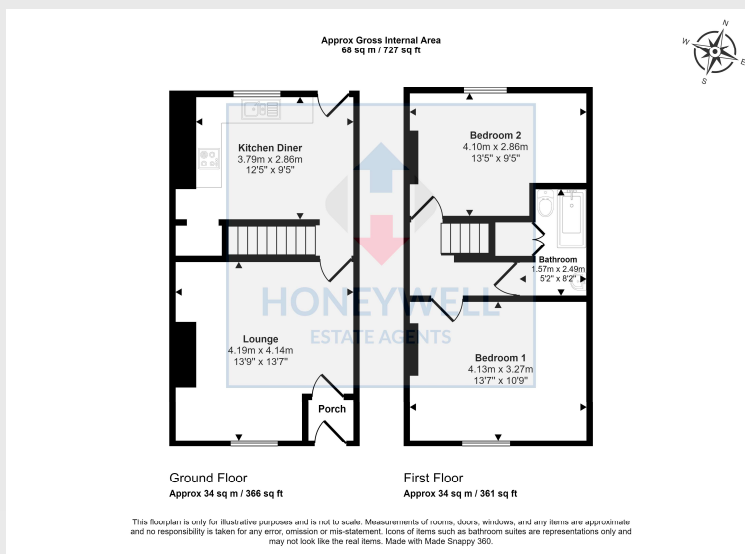 Approx Gross Internal Area
68 sq m / 727 sq ft
N
W
E
S
Kitchen Diner
3.79m x 2.86m
12'5" x 9'5"
Bedroom 2
4.10m x 2.86m
13'5" x 9'5"
Bathroom
1.57m x 2.49m
5'2" x 8'2"
HONEYWELL
ESTATE AGENTS
Lounge
4.19m x 4.14m
13'9" x 13'7"
Bedroom 1
4.13m x 3.27m
13'7" x 10'9"
Porch
Ground Floor
Approx 34 sq m / 366 sq ft
First Floor
Approx 34 sq m / 361 sq ft
This floorplan is only for illustrative purposes and is not to scale. Measurements of rooms, doors, windows, and any items are approximate
and no responsibility is taken for any error, omission or mis-statement. Icons of items such as bathroom suites are representations only and
may not look like the real items. Made with Made Snappy 360.